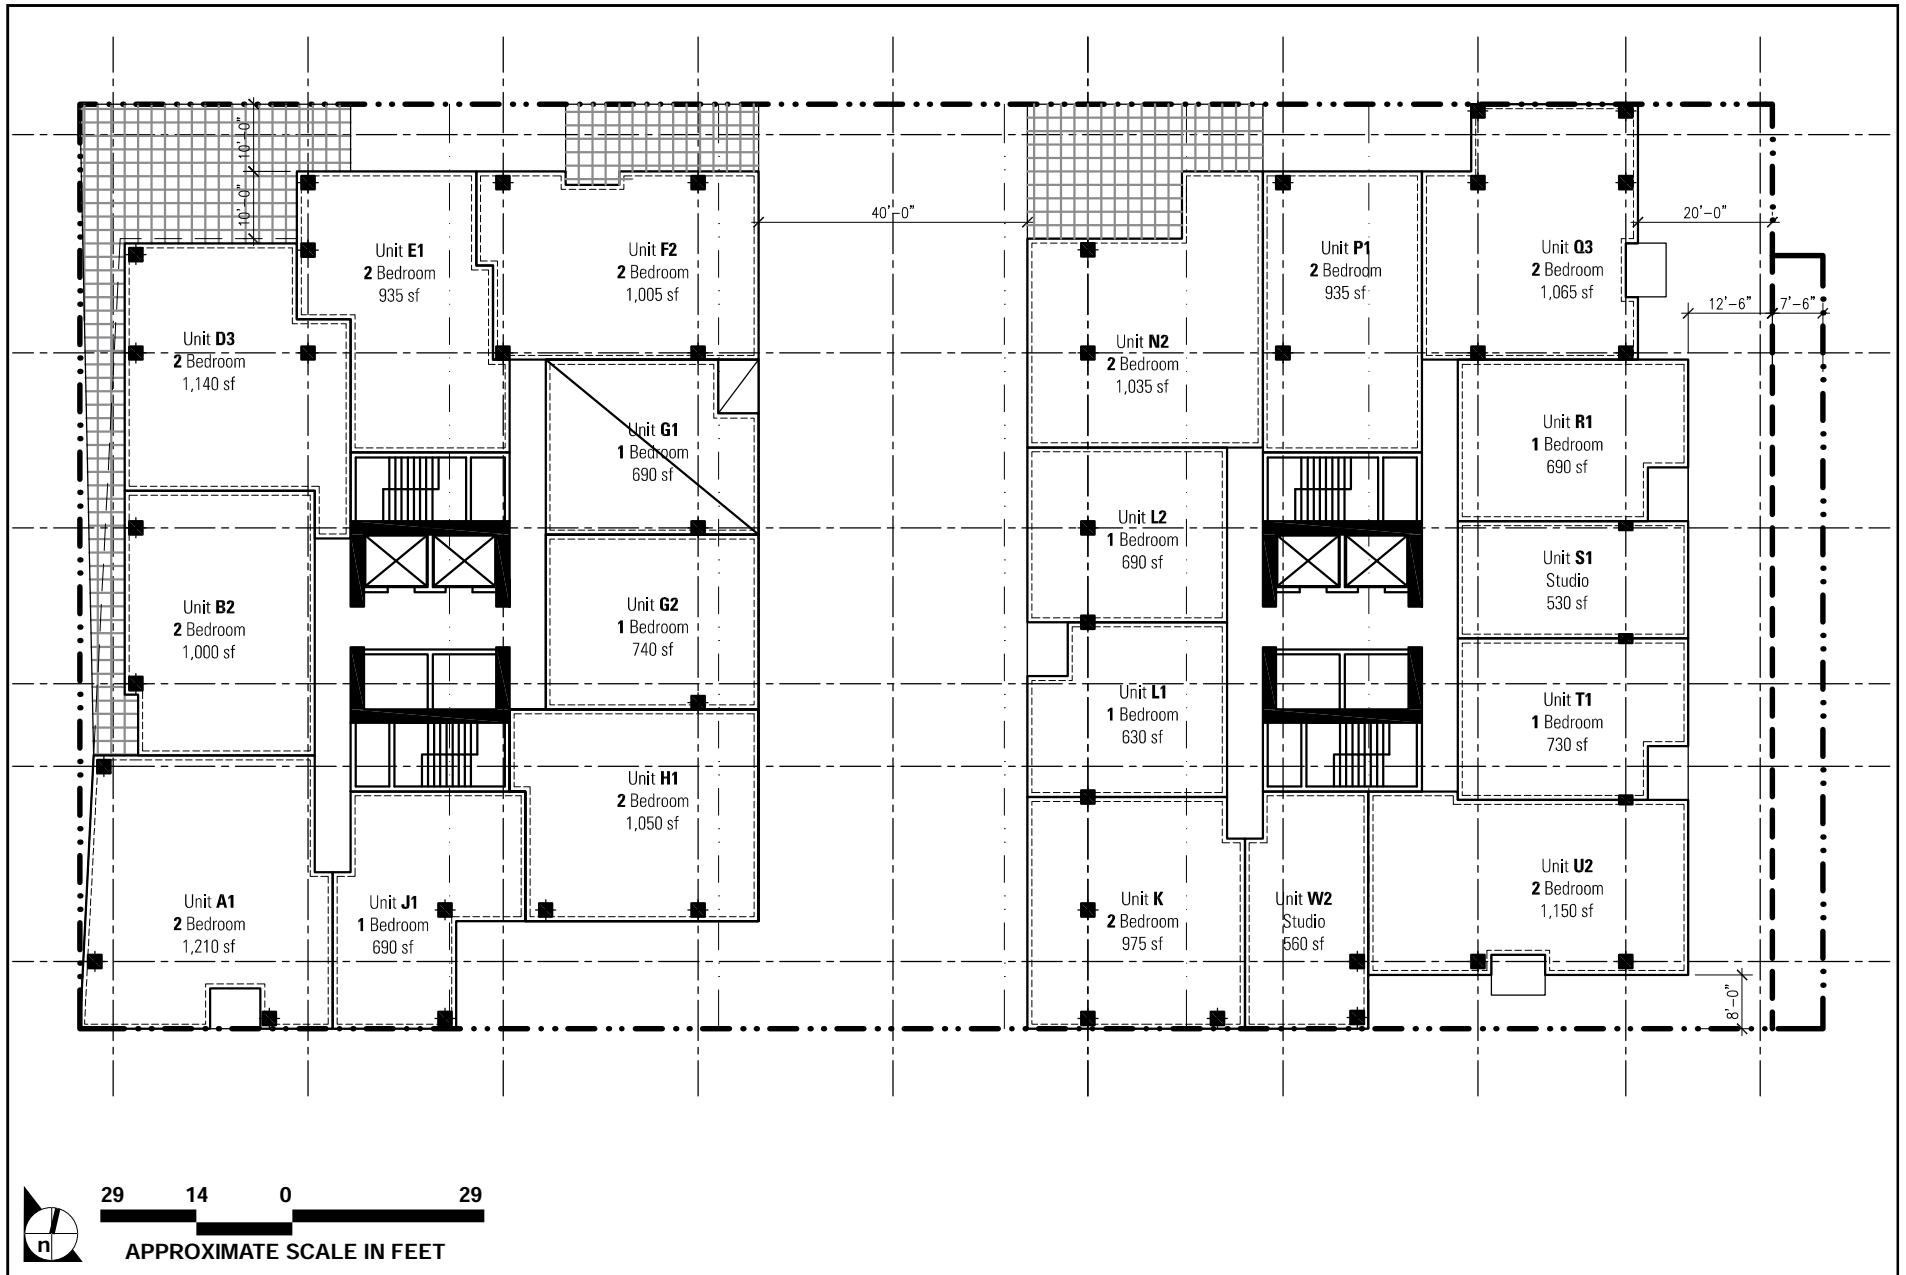 10'-0"
10'-0"
Unit E1
2 Bedroom
935 sf
Unit F2
2 Bedroom
1,005 sf
40'-0"
Unit P1
2 Bedroom
935 sf
Unit Q3
2 Bedroom
1,065 sf
20'-0"
12'-6"
7'-6"
Unit D3
2 Bedroom
1,140 sf
Unit N2
2 Bedroom
1,035 sf
Unit G1
1 Bedroom
690 sf
Unit R1
1 Bedroom
690 sf
Unit L2
1 Bedroom
690 sf
Unit S1
Studio
530 sf
Unit B2
2 Bedroom
1,000 sf
Unit G2
1 Bedroom
740 sf
Unit L1
1 Bedroom
630 sf
Unit T1
1 Bedroom
730 sf
Unit H1
2 Bedroom
1,050 sf
Unit A1
2 Bedroom
1,210 sf
Unit J1
1 Bedroom
690 sf
Unit K
2 Bedroom
975 sf
Unit W2
Studio
560 sf
Unit U2
2 Bedroom
1,150 sf
8'-0"
29 14 0 29
n
APPROXIMATE SCALE IN FEET